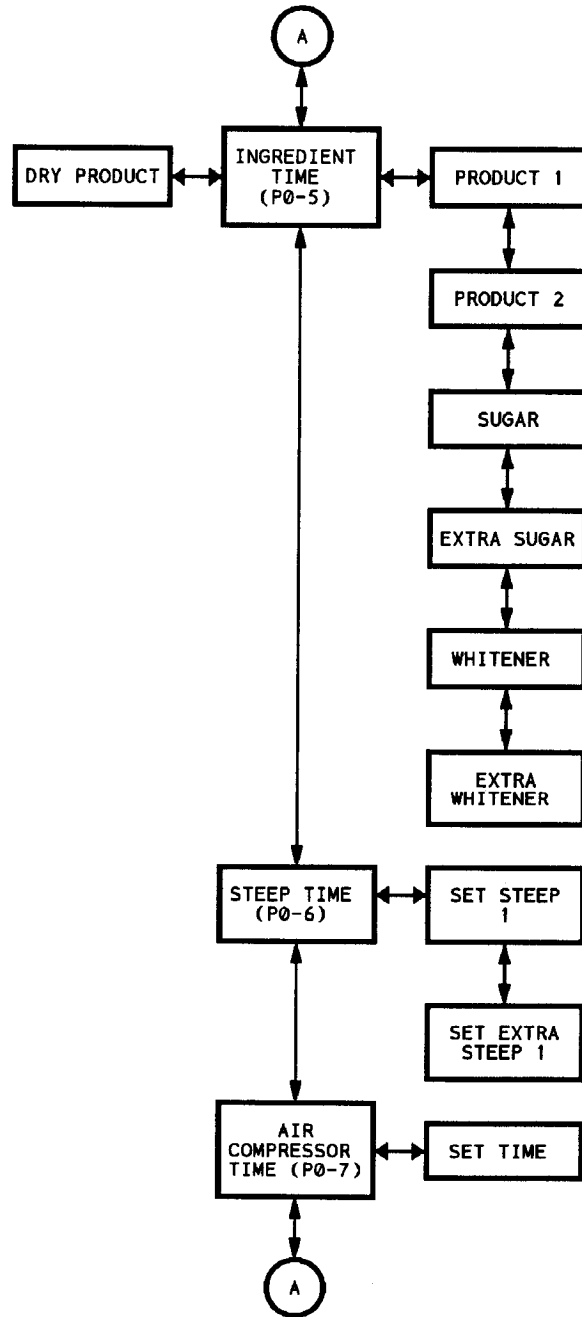 A
DRY PRODUCT
INGREDIENT
TIME
(P0-5)
PRODUCT 1
PRODUCT 2
SUGAR
EXTRA SUGAR
WHITENER
EXTRA
WHITENER
STEEP TIME
(P0-6)
SET STEEP
1
SET EXTRA
STEEP 1
AIR
COMPRESSOR
TIME (P0-7)
SET TIME
A